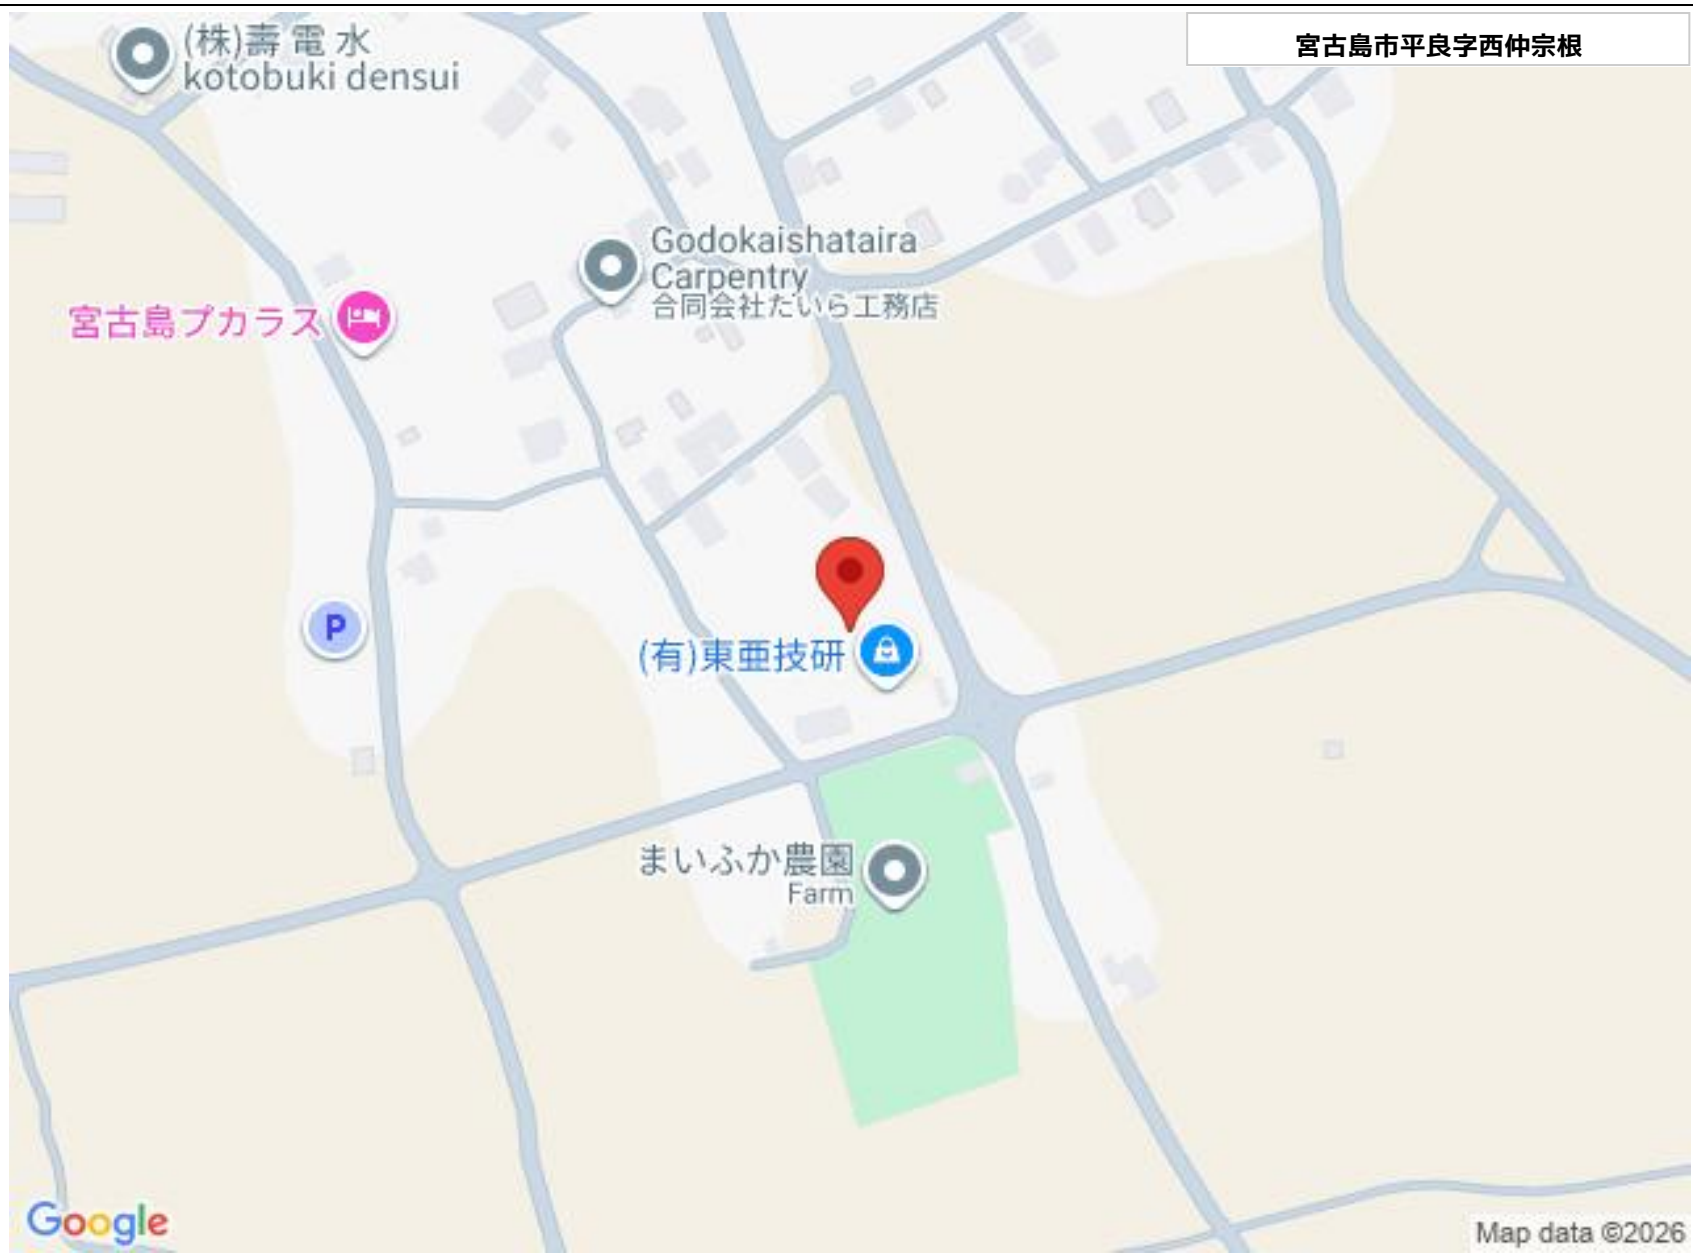 (株)壽電水
kotobuki densui
宮古島市平良字西仲宗根
Godokaishataira
Carpentry
合同会社たいら工務店
宮古島プカラス
P
(有)東亜技研
まいふか農園
Farm
Google
Map data ©2026